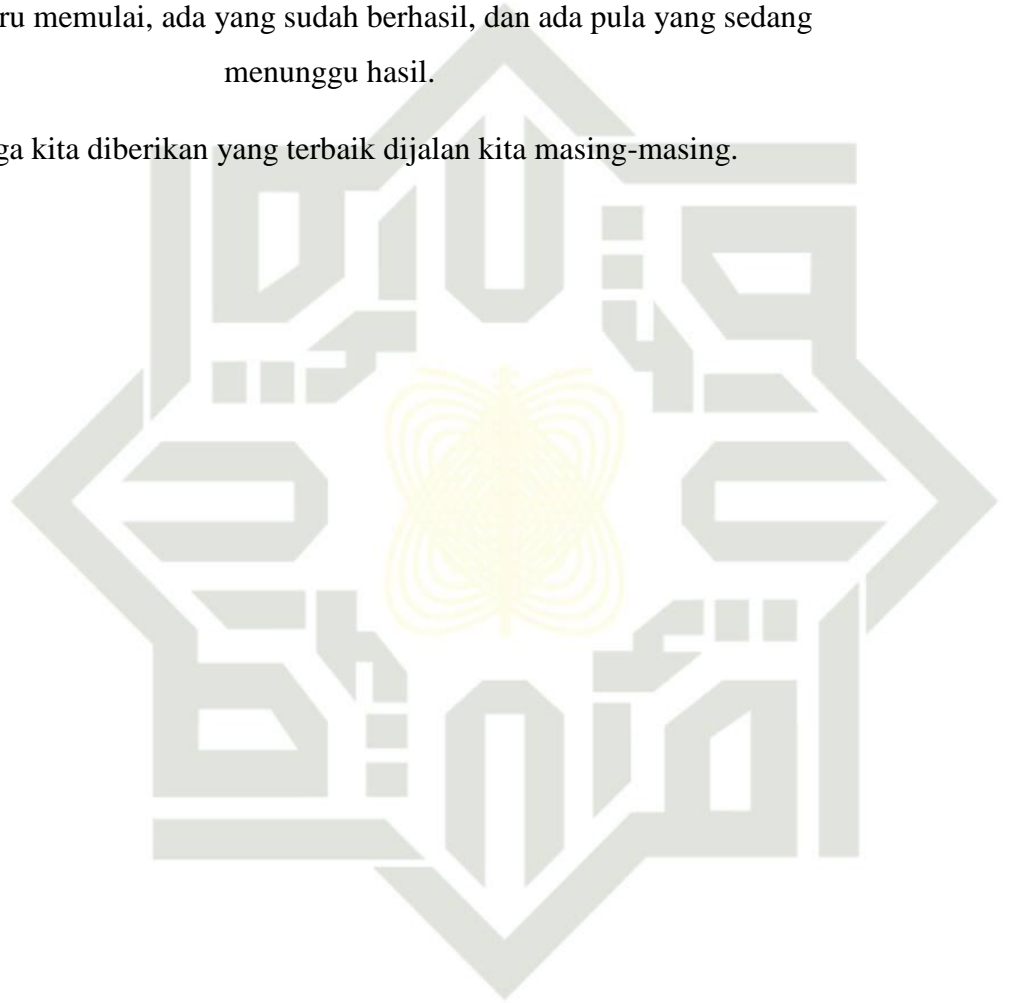 ru memulai, ada yang sudah berhasil, dan ada pula yang sedang
menunggu hasil.
ga kita diberikan yang terbaik dijalan kita masing-masing.